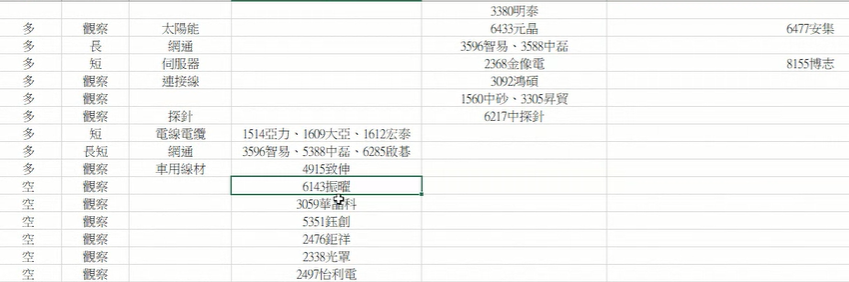 3380明泰
多 觀察 太陽能 6433元晶 6477安集
多 長 網通 3596智易、3588中磊
多 短 伺服器 2368金像電 8155博志
多 觀察 連接線 3092鴻碩
多 觀察 1560中砂、3305昇貿
多 觀察 探針 6217中探針
多 短 電線電纜 1514亞力、1609大亞、1612宏泰
多 長短 網通 3596智易、5388中磊、6285啟碁
多 觀察 車用線材 4915致伸
空 觀察 6143振曜
空 觀察 3059華晶科
空 觀察 5351鈺創
空 觀察 2476鉅祥
空 觀察 2338光罩
空 觀察 2497怡利電